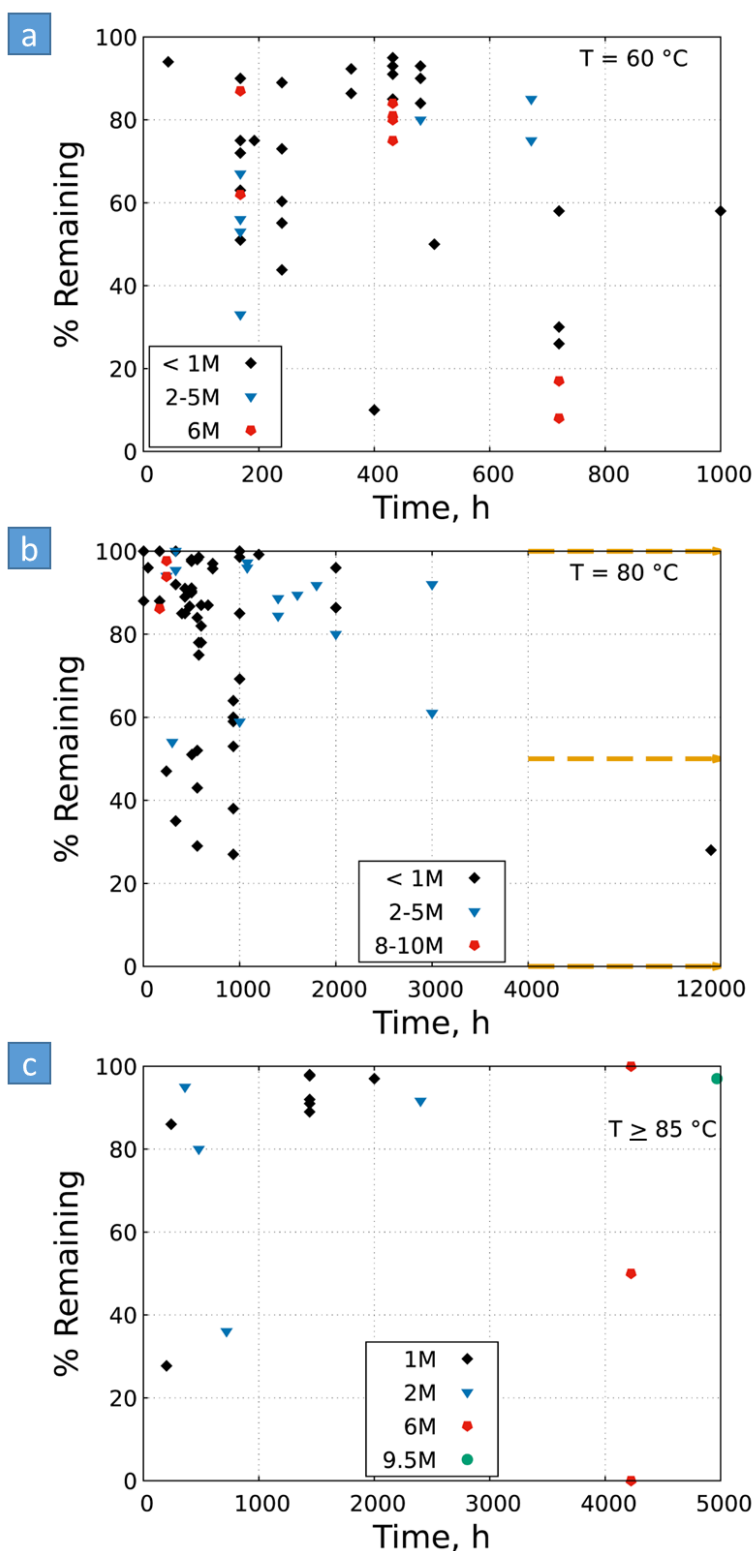 a
100
80
60
40
20
0
% Remaining
T = 60 °C
< 1M
2-5M
6M
0 200 400 600 800 1000
Time, h
b
100
80
60
40
20
0
% Remaining
T = 80 °C
< 1M
2-5M
8-10M
0 1000 2000 3000 4000 12000
Time, h
c
100
80
60
40
20
0
% Remaining
T ≥ 85 °C
1M
2M
6M
9.5M
0 1000 2000 3000 4000 5000
Time, h